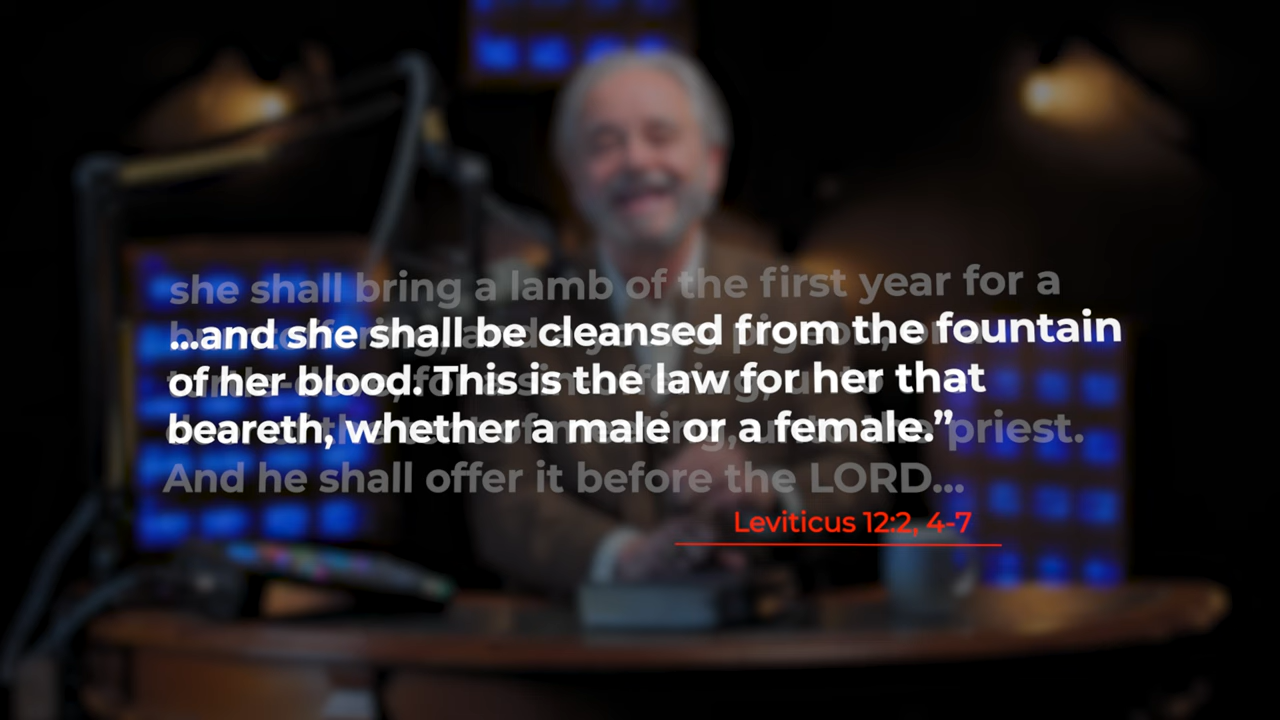 she shall bring a lamb of the first year for a
...and she shall be cleansed from the fountain
of her blood. This is the law for her that
beareth, whether a male or a female.”
priest.
And he shall offer it before the LORD...
Leviticus 12:2, 4-7